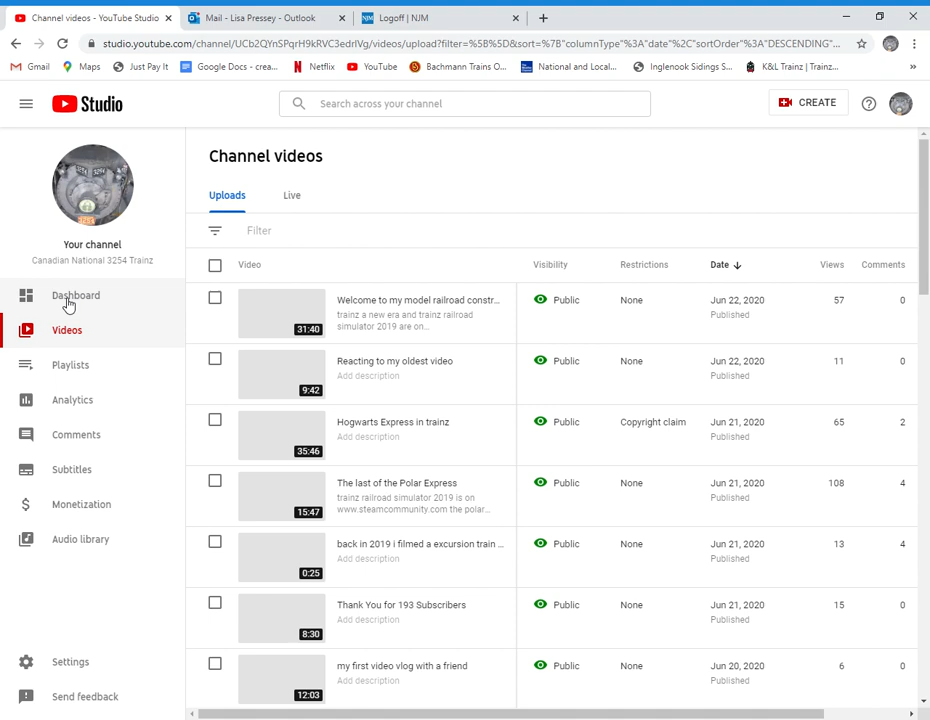 Channel videos - YouTube Studio
Mail - Lisa Pressey - Outlook
Logoff | NJM
studio.youtube.com/channel/UCb2QYnSPqrH9kRVC3edrIVg/videos/upload?filter=%5B%5D&sort=%7B"columnType"%3A"date"%2C"sortOrder"%3A"DESCENDING"...
Gmail
Maps
Just Pay It
Google Docs - crea...
Netflix
YouTube
Bachmann Trains O...
National and Local...
Inglenook Sidings S...
K&L Trainz | Trainz...
»
Studio
Search across your channel
CREATE
Your channel
Canadian National 3254 Trainz
Dashboard
Videos
Playlists
Analytics
Comments
Subtitles
Monetization
Audio library
Settings
Send feedback
Channel videos
Uploads
Live
Filter
Video Visibility Restrictions Date Views Comments
31:40 Welcome to my model railroad constr... Public None Jun 22, 2020 57 0
trainz a new era and trainz railroad Published
simulator 2019 are on...
9:42 Reacting to my oldest video Public None Jun 22, 2020 11 0
Add description Published
35:46 Hogwarts Express in trainz Public Copyright claim Jun 21, 2020 65 2
Add description Published
15:47 The last of the Polar Express Public None Jun 21, 2020 108 4
trainz railroad simulator 2019 is on Published
www.steamcommunity.com the polar...
0:25 back in 2019 i filmed a excursion train ... Public None Jun 21, 2020 13 4
Add description Published
8:30 Thank You for 193 Subscribers Public None Jun 21, 2020 15 0
Add description Published
12:03 my first video vlog with a friend Public None Jun 20, 2020 6 0
Add description Published